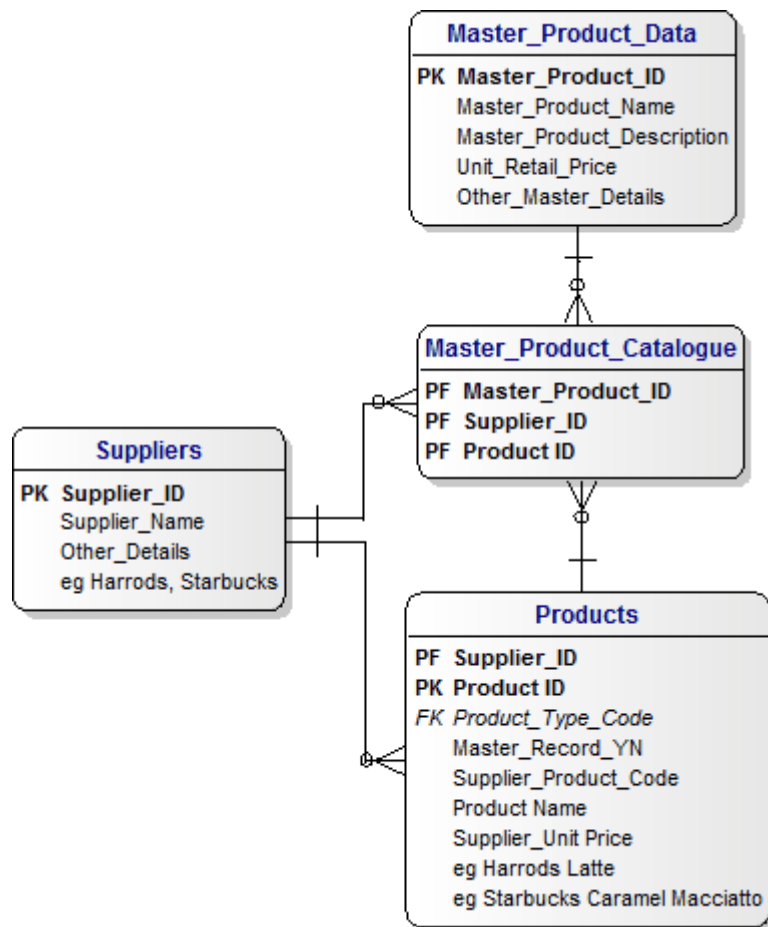 Master_Product_Data
PK Master_Product_ID
Master_Product_Name
Master_Product_Description
Unit_Retail_Price
Other_Master_Details
Master_Product_Catalogue
PF Master_Product_ID
PF Supplier_ID
PF Product ID
Suppliers
PK Supplier_ID
Supplier_Name
Other_Details
eg Harrods, Starbucks
Products
PF Supplier_ID
PK Product ID
FK Product_Type_Code
Master_Record_YN
Supplier_Product_Code
Product Name
Supplier_Unit Price
eg Harrods Latte
eg Starbucks Caramel Macciatto